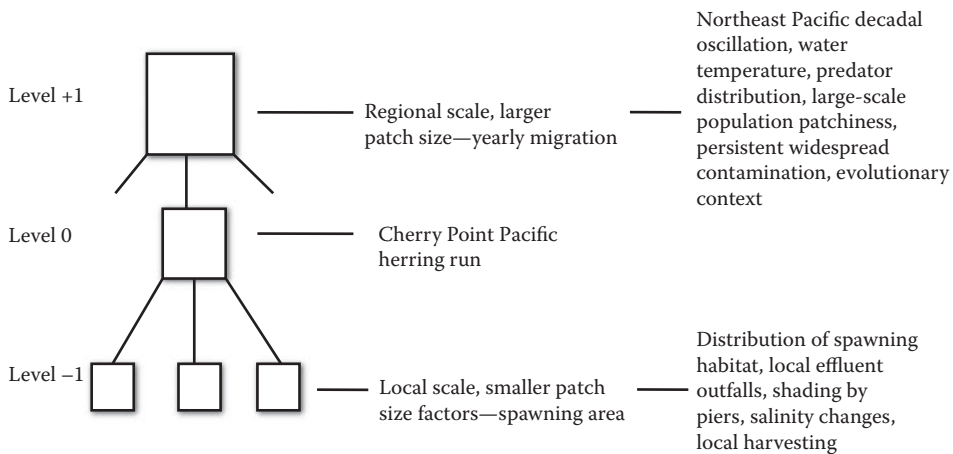 Level +1
Regional scale, larger
patch size—yearly migration
Northeast Pacific decadal
oscillation, water
temperature, predator
distribution, large-scale
population patchiness,
persistent widespread
contamination, evolutionary
context
Level 0
Cherry Point Pacific
herring run
Level −1
Local scale, smaller patch
size factors—spawning area
Distribution of spawning
habitat, local effluent
outfalls, shading by
piers, salinity changes,
local harvesting